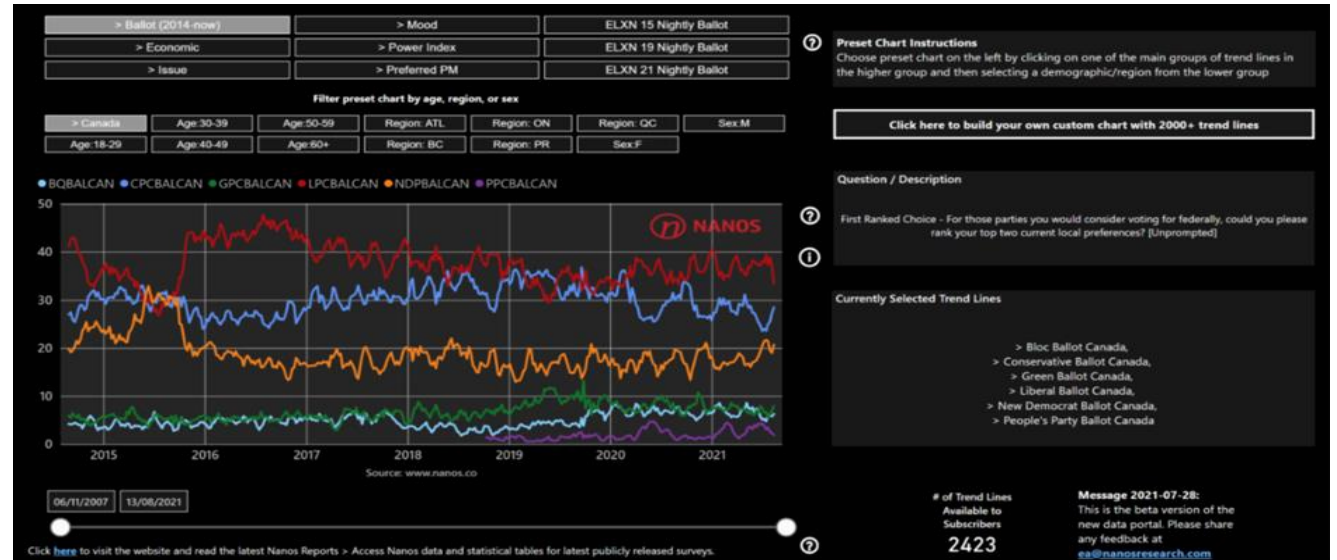 > Ballot (2014-now)
> Mood
ELXN 15 Nightly Ballot
> Economic
> Power Index
ELXN 19 Nightly Ballot
> Issue
> Preferred PM
ELXN 21 Nightly Ballot
Filter preset chart by age, region, or sex
> Canada
Age:30-39
Age:50-59
Region: ATL
Region: ON
Region: QC
Sex:M
Age:18-29
Age:40-49
Age:60+
Region: BC
Region: PR
Sex:F
BQBALCAN
CPCBALCAN
GPCBALCAN
LPCBALCAN
NDPBALCAN
PPCBALCAN
50
40
30
20
10
0
NANOS
2015
2016
2017
2018
2019
2020
2021
Source: www.nanos.co
06/11/2007
13/08/2021
Click here to visit the website and read the latest Nanos Reports > Access Nanos data and statistical tables for latest publicly released surveys.
Preset Chart Instructions
Choose preset chart on the left by clicking on one of the main groups of trend lines in
the higher group and then selecting a demographic/region from the lower group
Click here to build your own custom chart with 2000+ trend lines
Question / Description
First Ranked Choice - For those parties you would consider voting for federally, could you please
rank your top two current local preferences? [Unprompted]
Currently Selected Trend Lines
> Bloc Ballot Canada,
> Conservative Ballot Canada,
> Green Ballot Canada,
> Liberal Ballot Canada,
> New Democrat Ballot Canada,
> People's Party Ballot Canada
# of Trend Lines
Available to
Subscribers
2423
Message 2021-07-28:
This is the beta version of the
new data portal. Please share
any feedback at
ea@nanosresearch.com